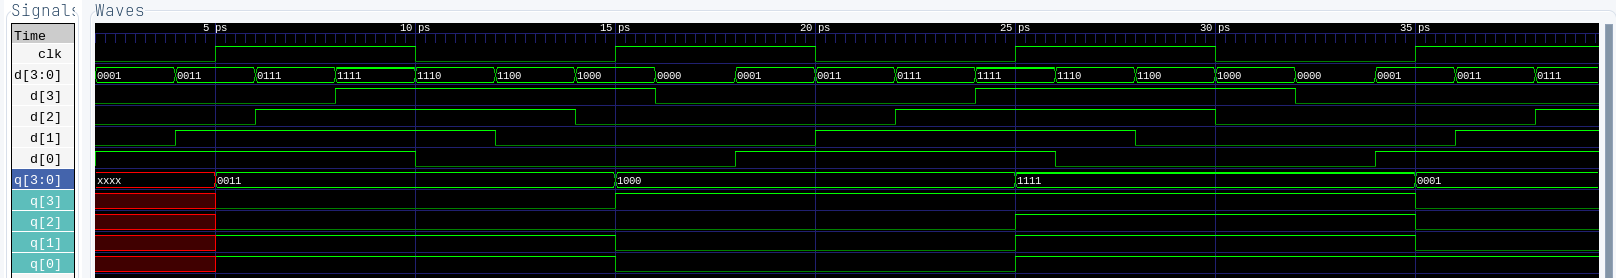 Signals Waves
Time 5 ps 10 ps 15 ps 20 ps 25 ps 30 ps 35 ps
clk
d[3:0] 0001 0011 0111 1111 1110 1100 1000 0000 0001 0011 0111 1111 1110 1100 1000 0000 0001 0011 0111
d[3]
d[2]
d[1]
d[0]
q[3:0] xxxx 0011 1000 1111 0001
q[3]
q[2]
q[1]
q[0]